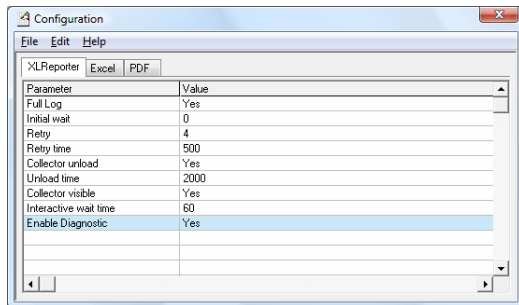 Configuration
File Edit Help
XLReporter Excel PDF
Parameter Value
Full Log Yes
Initial wait 0
Retry 4
Retry time 500
Collector unload Yes
Unload time 2000
Collector visible Yes
Interactive wait time 60
Enable Diagnostic Yes